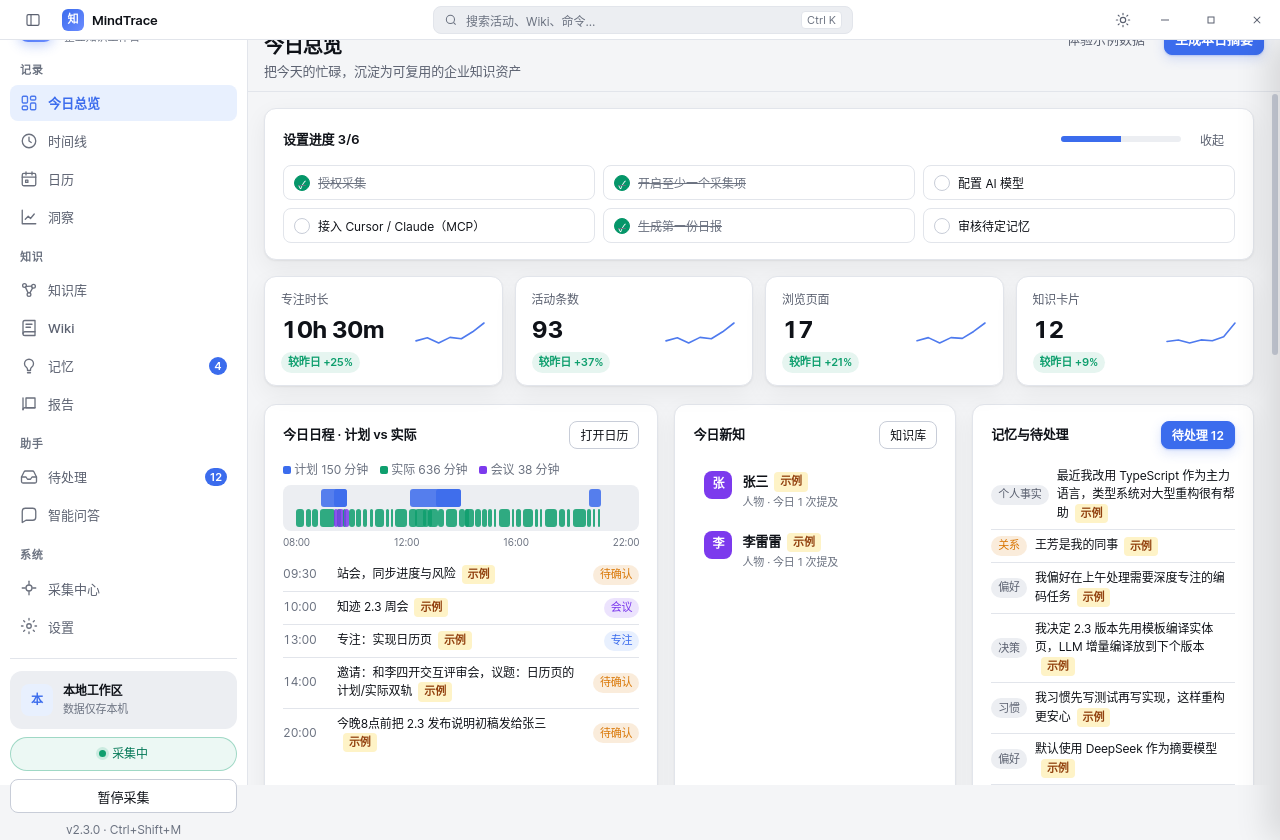 知 MindTrace
搜索活动、Wiki、命令...
Ctrl K
记录
今日总览
时间线
日历
洞察
知识
知识库
Wiki
记忆 4
报告
助手
待处理 12
智能问答
系统
采集中心
设置
本 本地工作区
数据仅存本机
采集中
暂停采集
v2.3.0 · Ctrl+Shift+M
今日总览
把今天的忙碌，沉淀为可复用的企业知识资产
体验示例数据
生成本日摘要
设置进度 3/6
收起
授权采集
开启至少一个采集项
配置 AI 模型
接入 Cursor / Claude（MCP）
生成第一份日报
审核待定记忆
专注时长
10h 30m
较昨日 +25%
活动条数
93
较昨日 +37%
浏览页面
17
较昨日 +21%
知识卡片
12
较昨日 +9%
今日日程 · 计划 vs 实际
打开日历
计划 150 分钟 实际 636 分钟 会议 38 分钟
08:00 12:00 16:00 22:00
09:30 站会，同步进度与风险 示例 待确认
10:00 知迹 2.3 周会 示例 会议
13:00 专注：实现日历页 示例 专注
14:00 邀请：和李四开交互评审会，议题：日历页的
计划/实际双轨 示例 待确认
20:00 今晚8点前把 2.3 发布说明初稿发给张三
示例 待确认
今日新知
知识库
张 张三 示例
人物 · 今日 1 次提及
李 李雷雷 示例
人物 · 今日 1 次提及
记忆与待处理
待处理 12
个人事实 最近我改用 TypeScript 作为主力
语言，类型系统对大型重构很有帮
助 示例
关系 王芳是我的同事 示例
偏好 我偏好在上午处理需要深度专注的编
码任务 示例
决策 我决定 2.3 版本先用模板编译实体
页，LLM 增量编译放到下个版本
示例
习惯 我习惯先写测试再写实现，这样重构
更安心 示例
偏好 默认使用 DeepSeek 作为摘要模型
示例